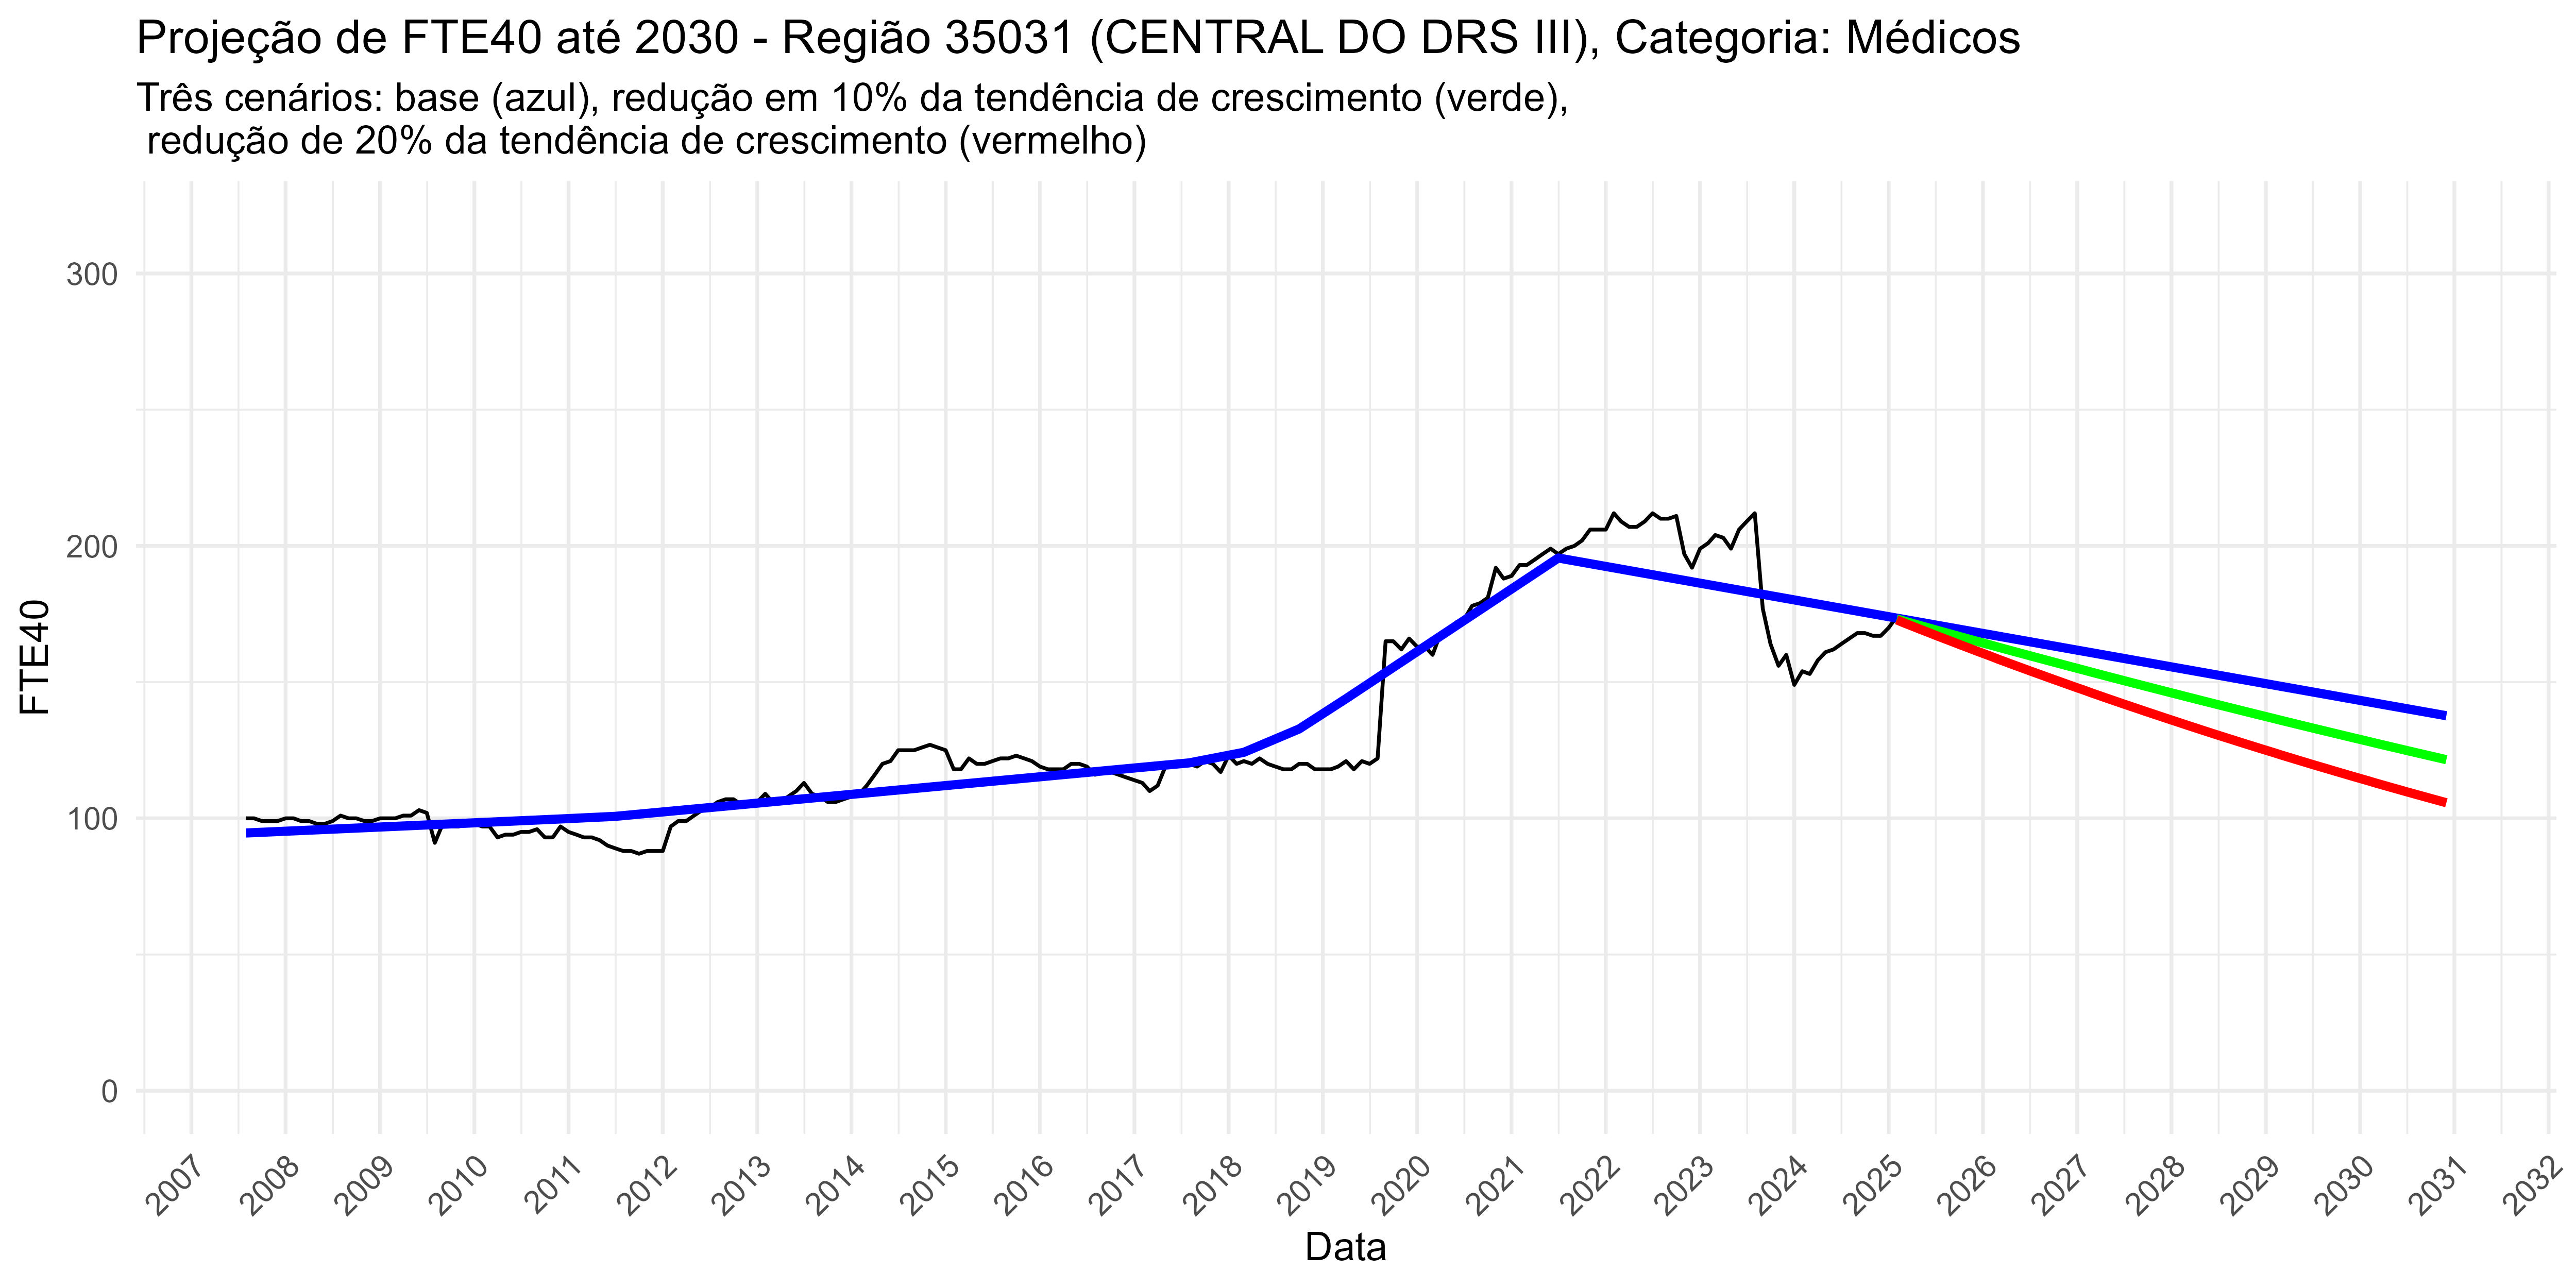 Projeção de FTE40 até 2030 - Região 35031 (CENTRAL DO DRS III), Categoria: Médicos
Três cenários: base (azul), redução em 10% da tendência de crescimento (verde),
redução de 20% da tendência de crescimento (vermelho)
300
200
100
0
FTE40
2007 2008 2009 2010 2011 2012 2013 2014 2015 2016 2017 2018 2019 2020 2021 2022 2023 2024 2025 2026 2027 2028 2029 2030 2031 2032
Data